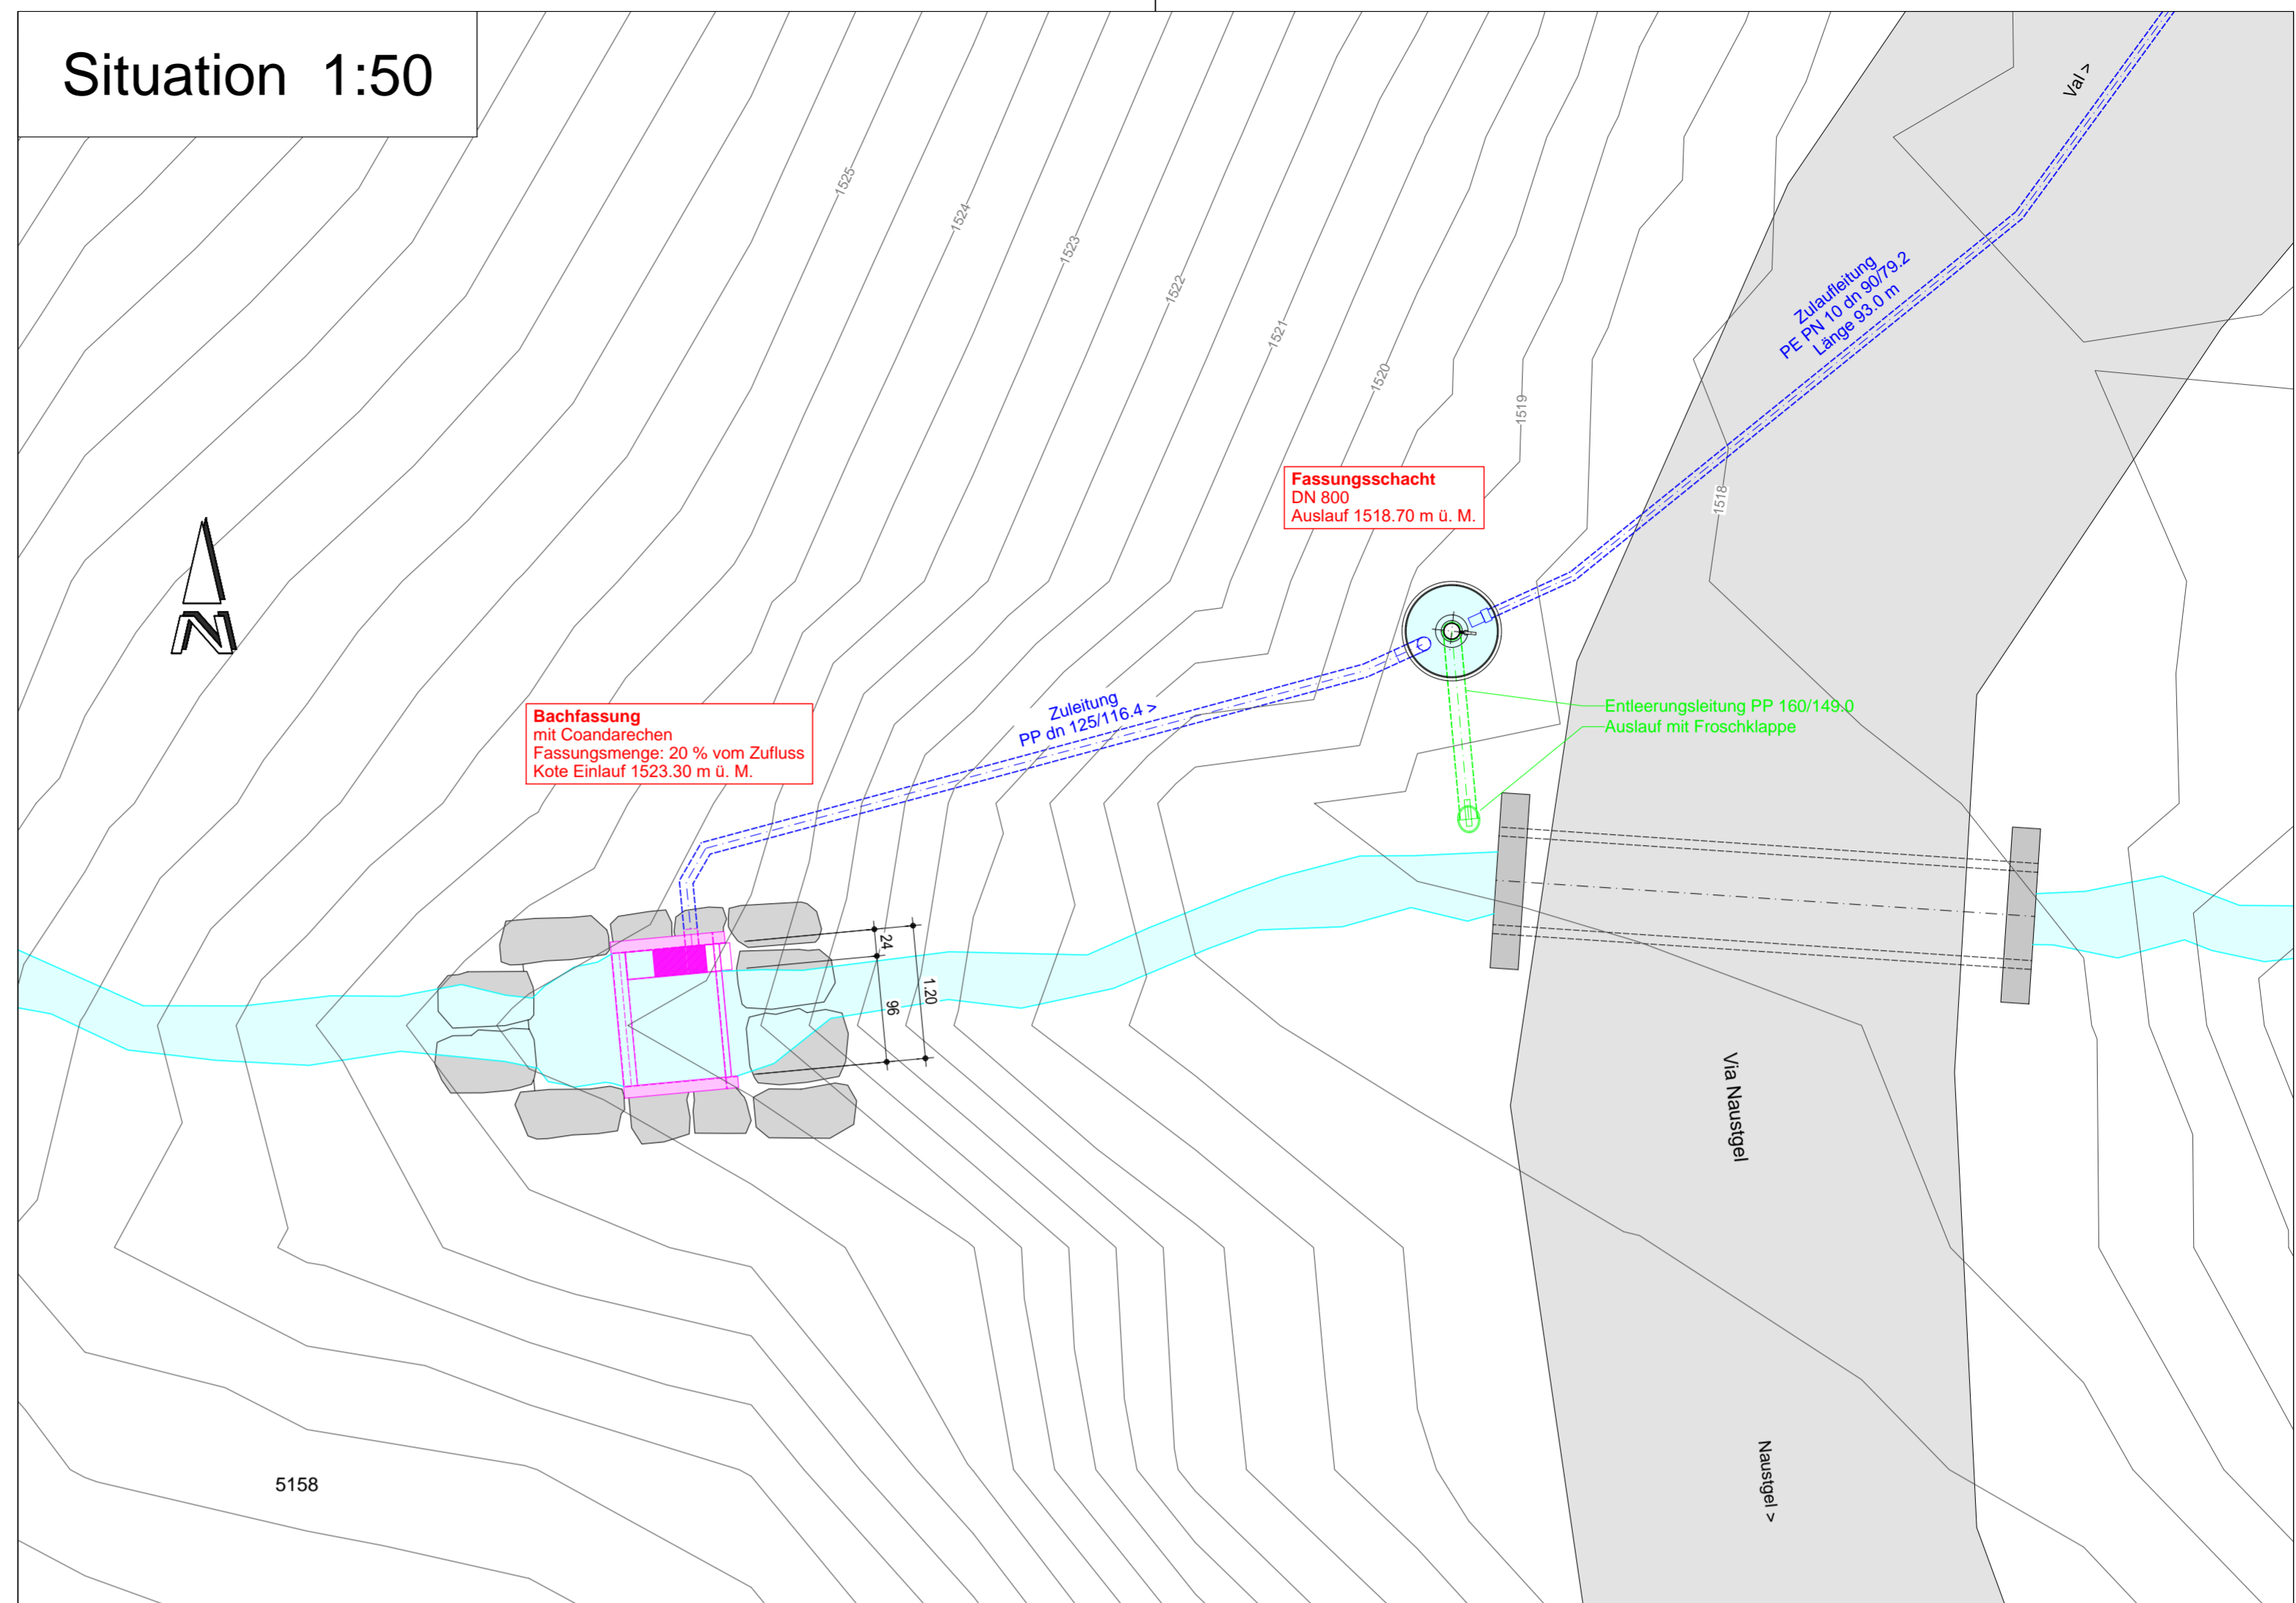 Situation 1:50
Val >
1525
1524
1523
1522
1521
1520
1519
1518
Zulaufleitung
PE PN 10 dn 90/79.2
Länge 93.0 m
Fassungsschacht
DN 800
Auslauf 1518.70 m ü. M.
N
Bachfassung
mit Coandarechen
Fassungsmenge: 20 % vom Zufluss
Kote Einlauf 1523.30 m ü. M.
Zuleitung
PP dn 125/116.4 >
Entleerungsleitung PP 160/149.0
Auslauf mit Froschklappe
24
96
1.20
Via Naustgel
Naustgel >
5158